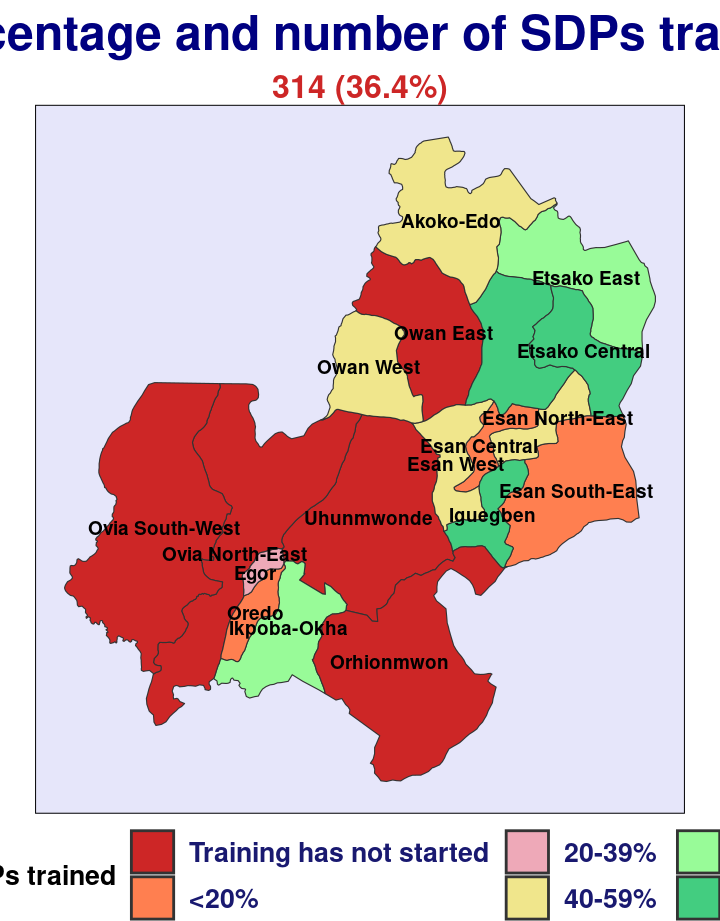 centage and number of SDPs tra
314 (36.4%)
Akoko-Edo
Etsako East
Owan East
Etsako Central
Owan West
Esan North-East
Esan Central
Esan West
Esan South-East
Iguegben
Uhunmwonde
Ovia South-West
Ovia North-East
Egor
Oredo
Ikpoba-Okha
Orhionmwon
Ps trained
Training has not started
20-39%
<20%
40-59%